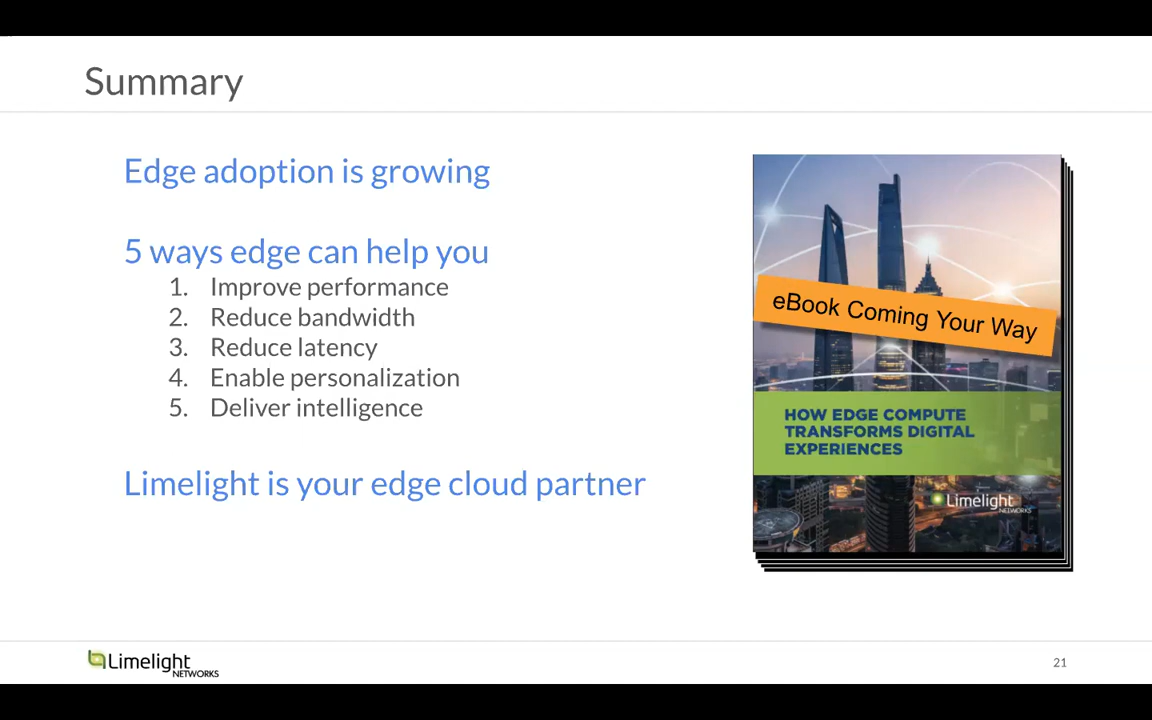 Summary
Edge adoption is growing
5 ways edge can help you
1. Improve performance
2. Reduce bandwidth
3. Reduce latency
4. Enable personalization
5. Deliver intelligence
Limelight is your edge cloud partner
eBook Coming Your Way
HOW EDGE COMPUTE
TRANSFORMS DIGITAL
EXPERIENCES
Limelight
NETWORKS
Limelight
NETWORKS
21